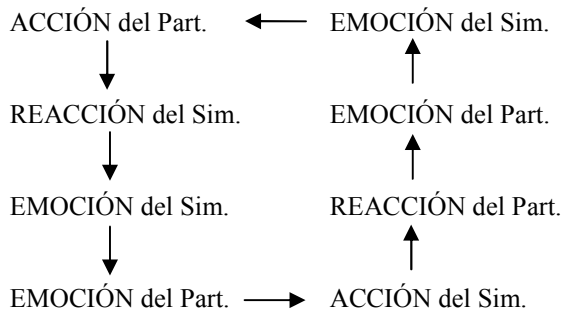 ACCIÓN del Part. EMOCIÓN del Sim.
REACCIÓN del Sim. EMOCIÓN del Part.
EMOCIÓN del Sim. REACCIÓN del Part.
EMOCIÓN del Part. ACCIÓN del Sim.